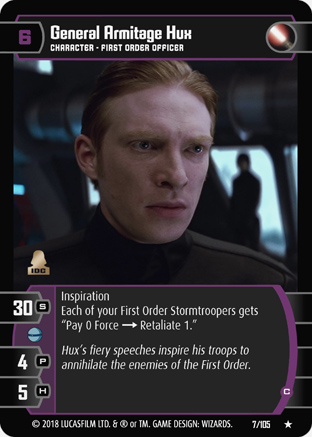 6 General Armitage Hux
CHARACTER - FIRST ORDER OFFICER
IDC
30 S
4 P
5 H
Inspiration
Each of your First Order Stormtroopers gets
"Pay 0 Force → Retaliate 1."
Hux's fiery speeches inspire his troops to
annihilate the enemies of the First Order.
C
© 2018 LUCASFILM LTD. & ® or TM. GAME DESIGN: WIZARDS. 7/105 ★